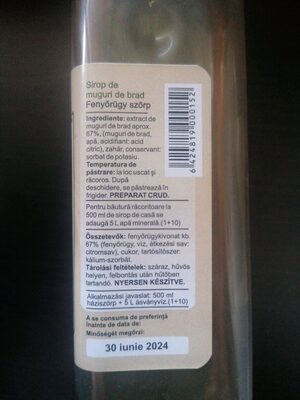 Sirop de
muguri de brad
Fenyőrügy szörp
Ingrediente: extract de
muguri de brad aprox.
67%, (muguri de brad,
apă, acidifiant: acid
citric), zahăr, conservant:
sorbat de potasiu.
Temperatura de
păstrare: la loc uscat și
răcoros. După
deschidere, se păstrează în
frigider. PREPARAT CRUD.
Pentru băutură răcoritoare la
500 ml de sirop de casă se
adaugă 5 L apă minerală.(1+10)
Összetevők: fenyőrügykivonat kb.
67% (fenyőrügy, víz, étkezési sav:
citromsav), cukor, tartósítószer:
kálium-szorbát.
Tárolási feltételek: száraz, hűvös
helyen, felbontás után hűtőben
tartandó. NYERSEN KÉSZÍTVE.
Alkalmazási javaslat: 500 ml
háziszörp + 5 L ásványvíz.(1+10)
A se consuma de preferință
înainte de data de:
Minőségét megőrzi:
30 iunie 2024
6424819000152